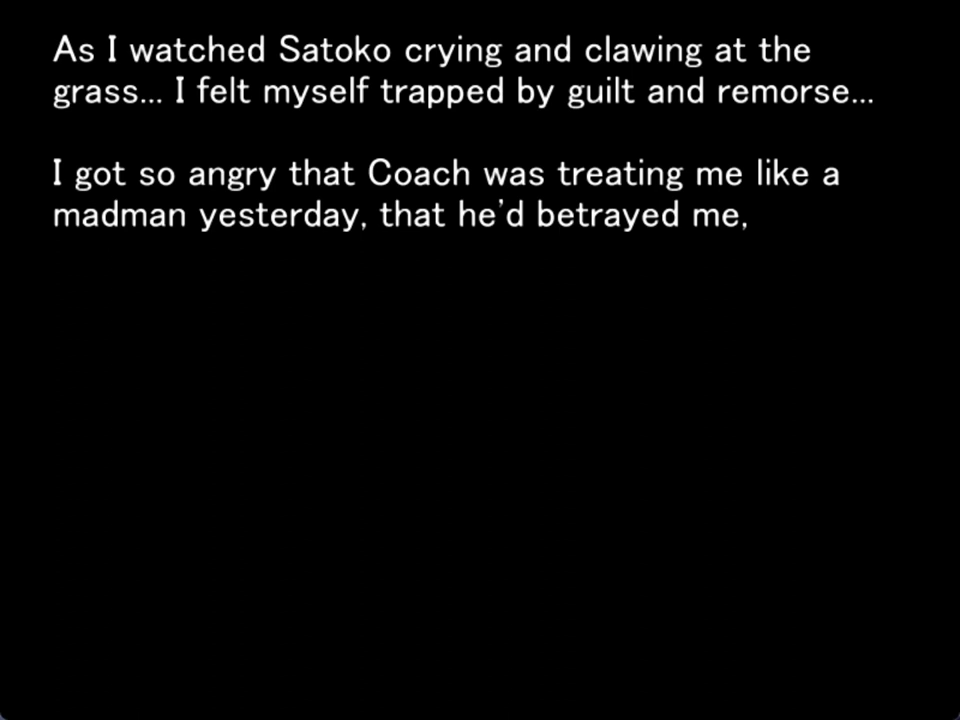 As I watched Satoko crying and clawing at the
grass... I felt myself trapped by guilt and remorse...
I got so angry that Coach was treating me like a
madman yesterday, that he'd betrayed me,